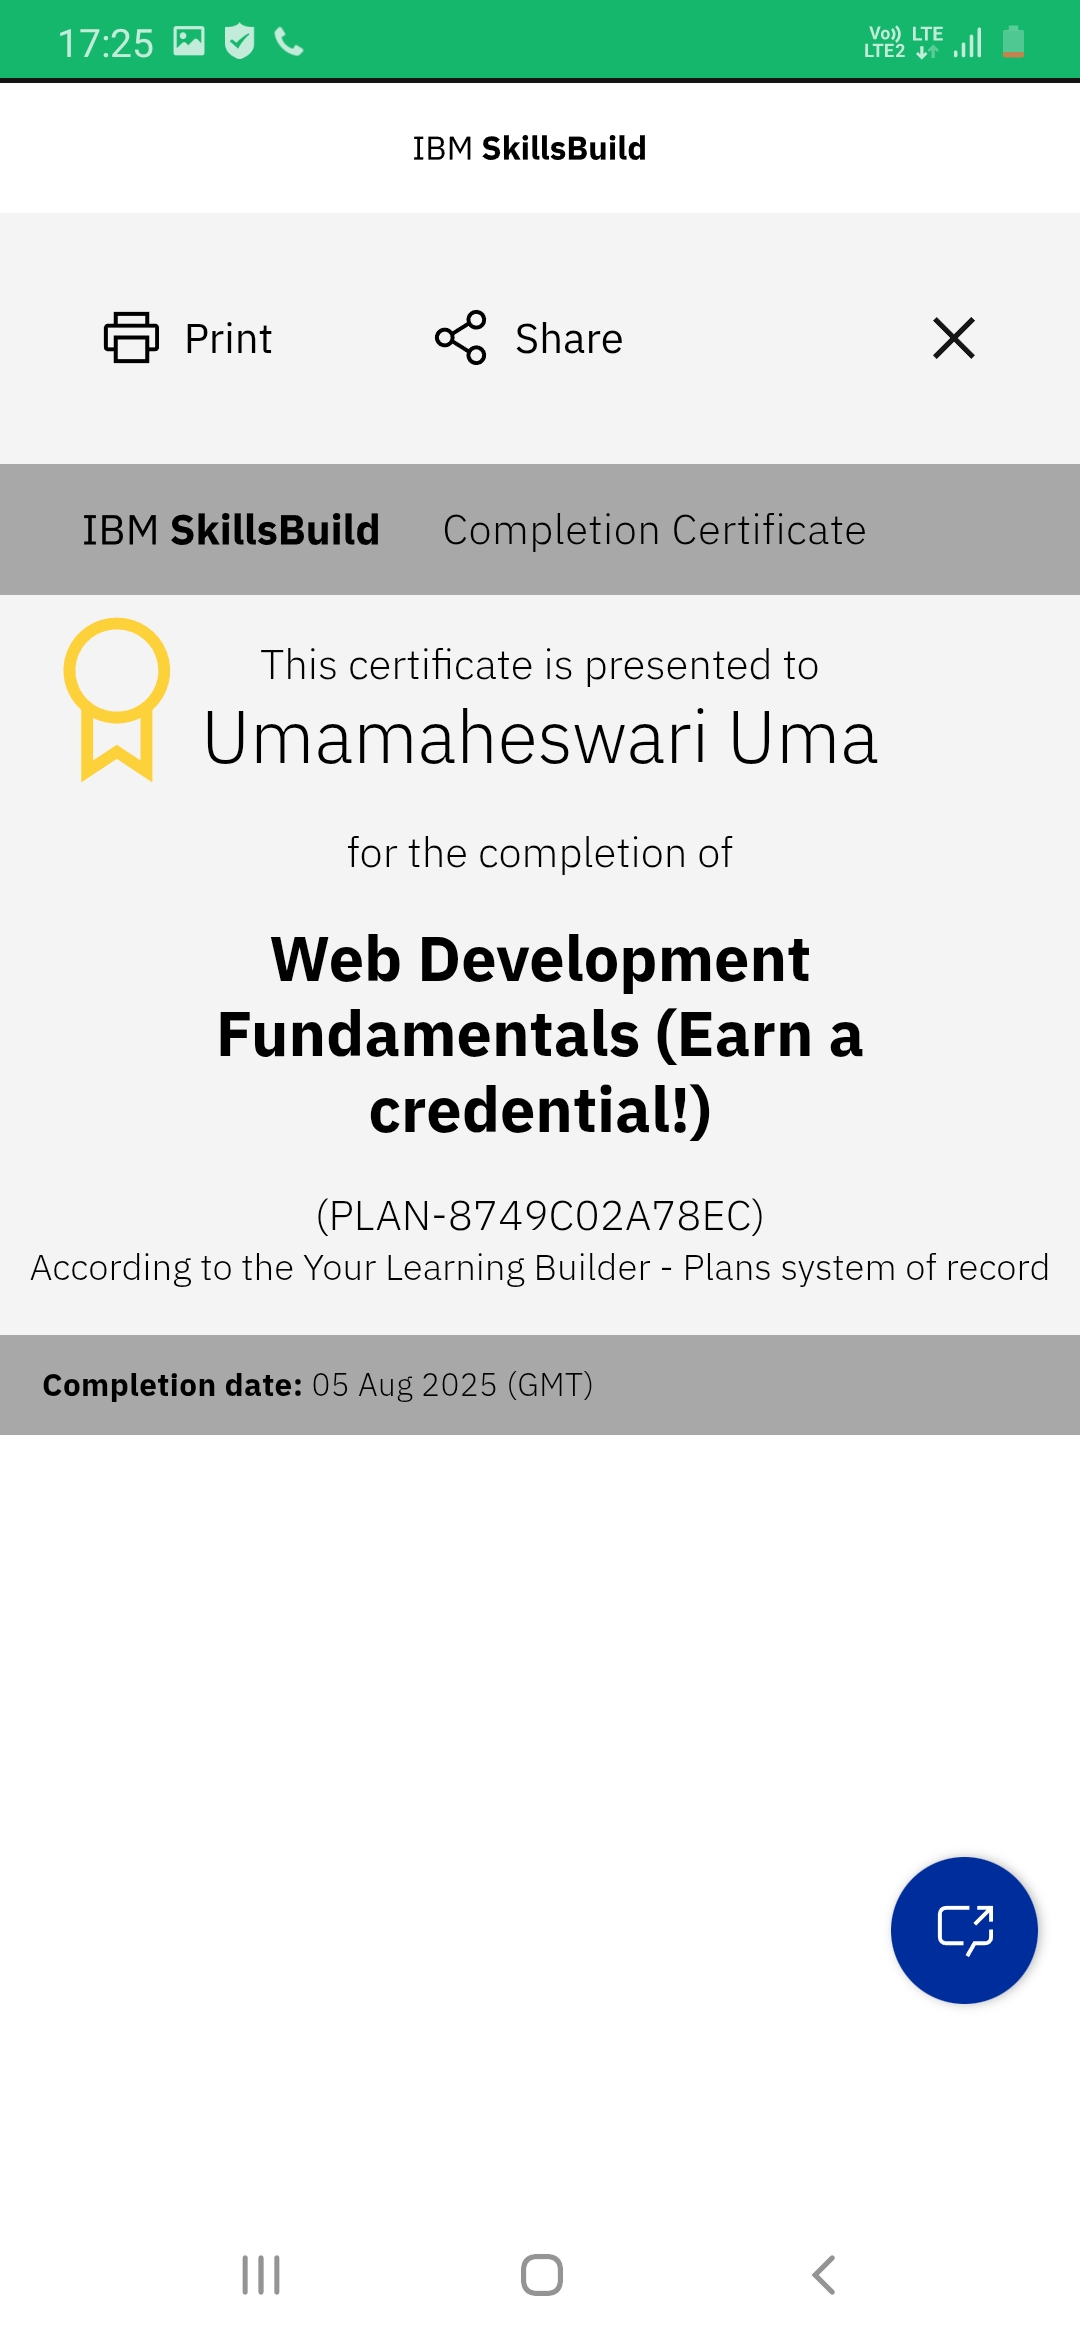 17:25
Vo)) LTE
LTE2
IBM SkillsBuild
Print
Share
IBM SkillsBuild Completion Certificate
This certificate is presented to
Umamaheswari Uma
for the completion of
Web Development
Fundamentals (Earn a
credential!)
(PLAN-8749C02A78EC)
According to the Your Learning Builder - Plans system of record
Completion date: 05 Aug 2025 (GMT)